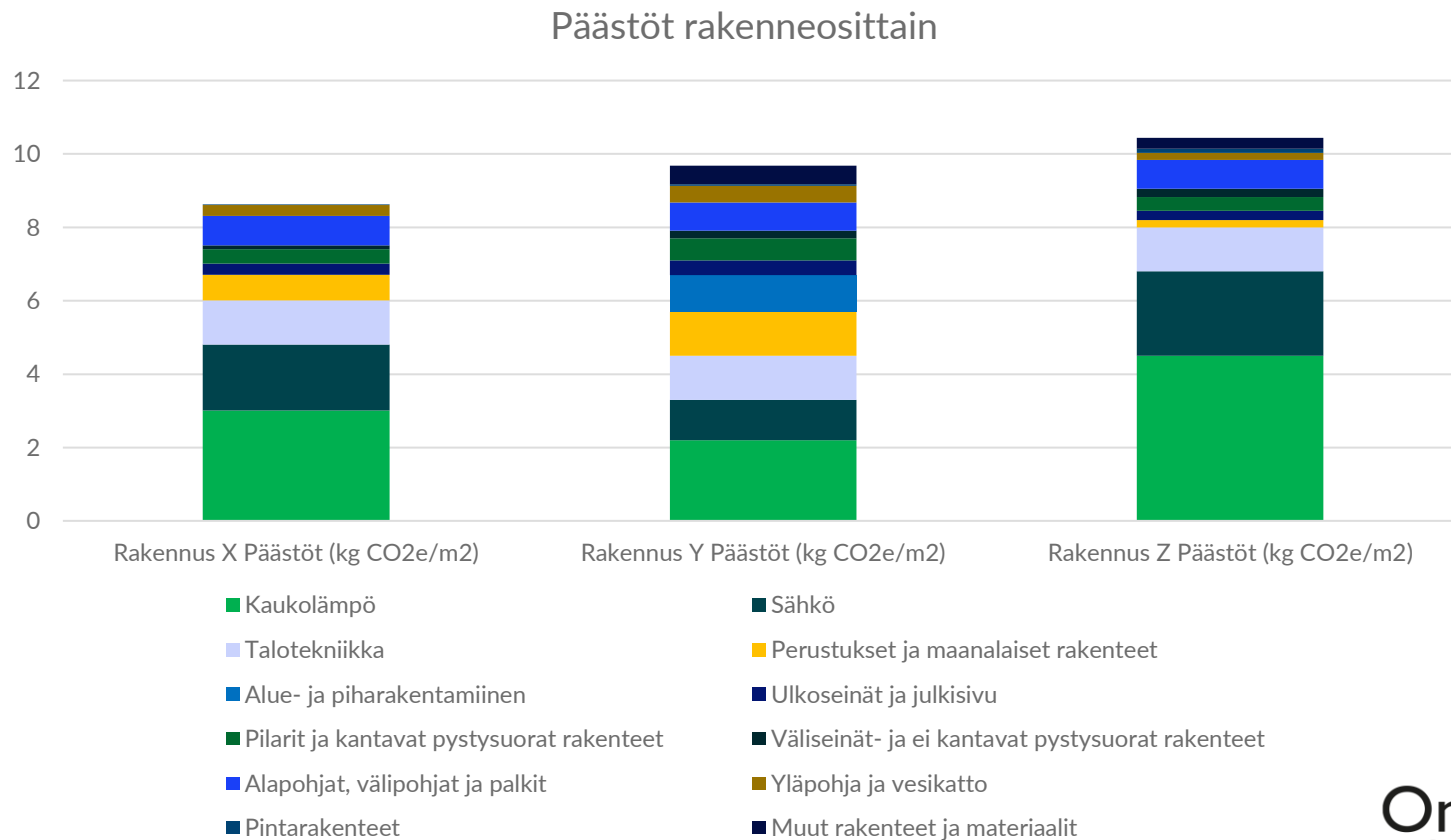 Päästöt rakenneosittain
12
10
8
6
4
2
0
Rakennus X Päästöt (kg CO2e/m2) Rakennus Y Päästöt (kg CO2e/m2) Rakennus Z Päästöt (kg CO2e/m2)
Kaukolämpö Sähkö
Talotekniikka Perustukset ja maanalaiset rakenteet
Alue- ja piharakentamiinen Ulkoseinät ja julkisivu
Pilarit ja kantavat pystysuorat rakenteet Väliseinät- ja ei kantavat pystysuorat rakenteet
Alapohjat, välipohjat ja palkit Yläpohja ja vesikatto
Pintarakenteet Muut rakenteet ja materiaalit